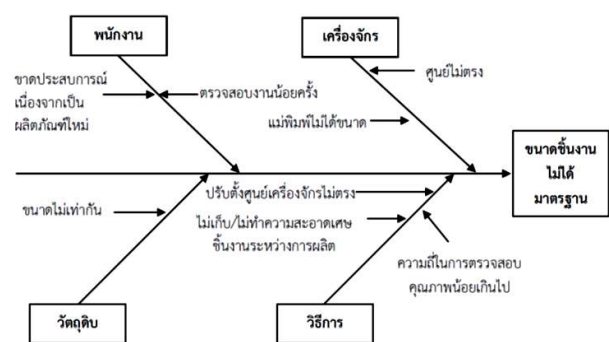 พนักงาน
เครื่องจักร
ขาดประสบการณ์
เนื่องจากเป็น
ผลิตภัณฑ์ใหม่
ตรวจสอบงานน้อยครั้ง
ศูนย์ไม่ตรง
แม่พิมพ์ไม่ได้ขนาด
ขนาดชิ้นงาน
ไม่ได้
มาตรฐาน
ขนาดไม่เท่ากัน
ปรับตั้งศูนย์เครื่องจักรไม่ตรง
ไม่เก็บ/ไม่ทำความสะอาดเศษ
ชิ้นงานระหว่างการผลิต
ความถี่ในการตรวจสอบ
คุณภาพน้อยเกินไป
วัตถุดิบ
วิธีการ